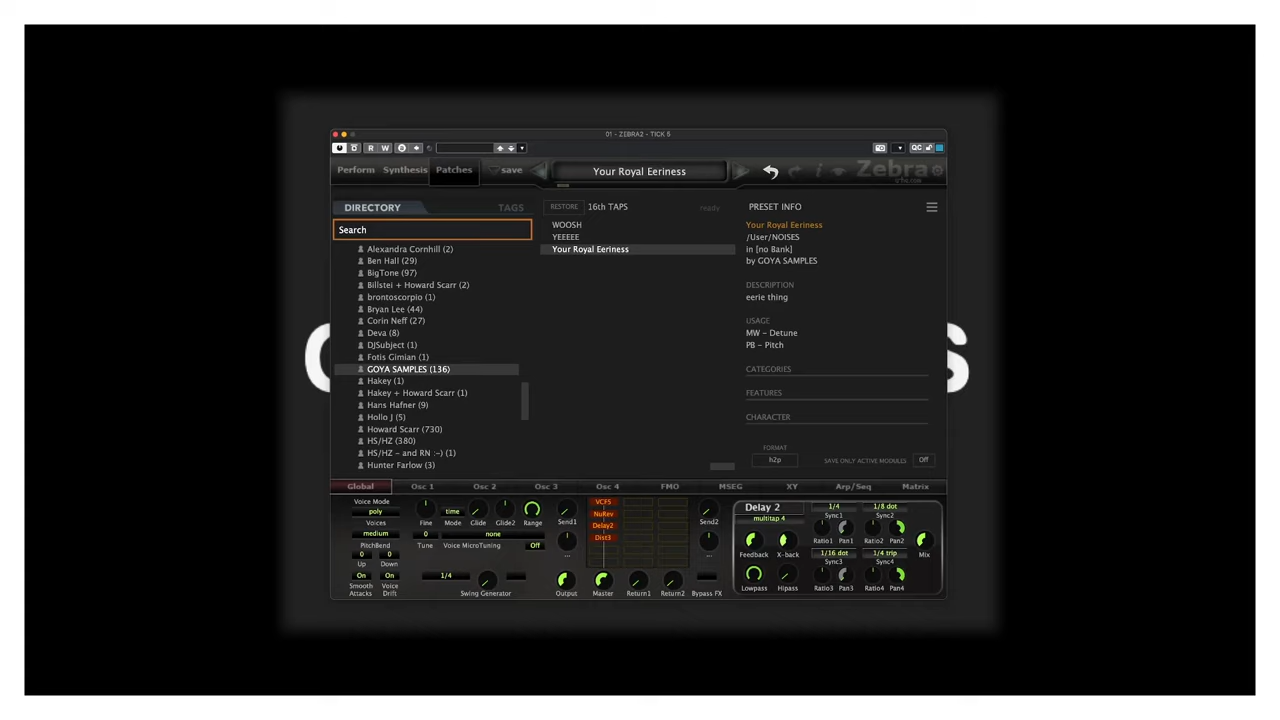 01 - ZEBRA2 - TICK 5
R W QC
Perform Synthesis Patches save Your Royal Eeriness Zebra
DIRECTORY TAGS
Search
Alexandra Cornhill (2)
Ben Hall (29)
BigTone (97)
Billstei + Howard Scarr (2)
brontoscorpio (1)
Bryan Lee (44)
Corin Neff (27)
Deva (8)
DJSubject (1)
Fotis Gimian (1)
GOYA SAMPLES (136)
Hakey (1)
Hakey + Howard Scarr (1)
Hans Hafner (9)
Hollo J (5)
Howard Scarr (730)
HS/HZ (380)
HS/HZ - and RN :-) (1)
Hunter Farlow (3)
RESTORE 16th TAPS ready
WOOSH
YEEEEE
Your Royal Eeriness
PRESET INFO
Your Royal Eeriness
/User/NOISES
in [no Bank]
by GOYA SAMPLES
DESCRIPTION
eerie thing
USAGE
MW - Detune
PB - Pitch
CATEGORIES
FEATURES
CHARACTER
FORMAT
h2p SAVE ONLY ACTIVE MODULES Off
Global Osc 1 Osc 2 Osc 3 Osc 4 FMO MSEG XY Arp/Seq Matrix
Voice Mode
poly
Voices
medium
PitchBend
0 0
Up Down
On On
Smooth Attacks Voice Drift
time
Fine Mode Glide Glide2 Range
0 none
Tune Voice MicroTuning Off
1/4
Swing Generator
Send1
...
Output
VCF5
NuRev
Delay2
Dist3
Master Return1 Return2 Bypass FX
Send2
...
Delay 2
multitap 4
Feedback X-back
Lowpass Hipass
1/4 1/8 dot
Sync1 Sync2
Ratio1 Pan1 Ratio2 Pan2 Mix
1/16 dot 1/4 trip
Sync3 Sync4
Ratio3 Pan3 Ratio4 Pan4